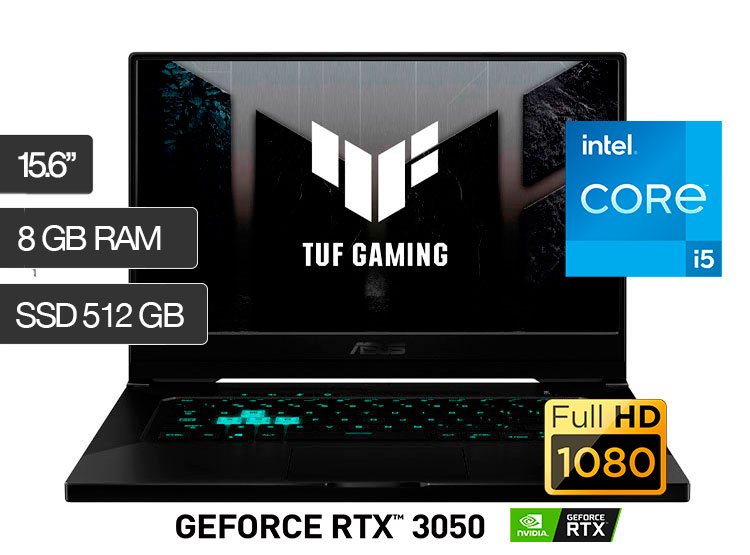 15.6”
8 GB RAM
SSD 512 GB
TUF GAMING
ASUS
intel.
CORE™
i5
Full HD
1080
GEFORCE RTX™ 3050
NVIDIA.
GEFORCE
RTX